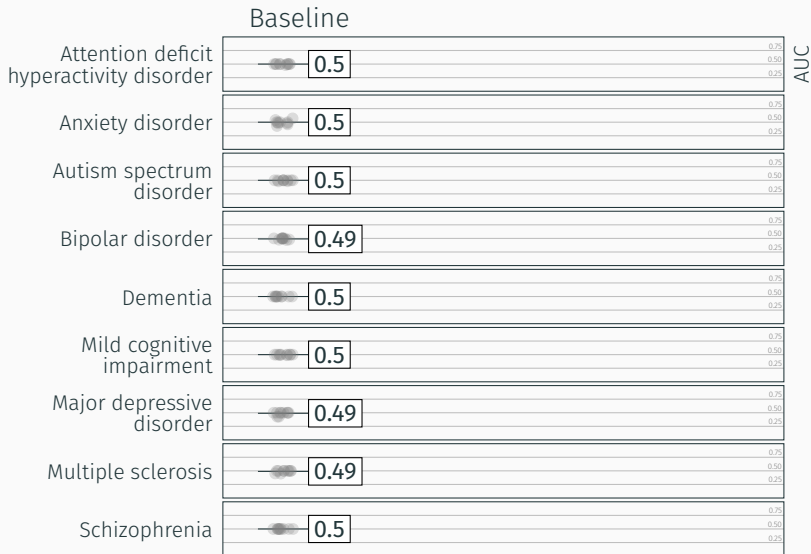 Baseline
AUC
Attention deficit
hyperactivity disorder
0.5
0.75
0.50
0.25
Anxiety disorder
0.5
0.75
0.50
0.25
Autism spectrum
disorder
0.5
0.75
0.50
0.25
Bipolar disorder
0.49
0.75
0.50
0.25
Dementia
0.5
0.75
0.50
0.25
Mild cognitive
impairment
0.5
0.75
0.50
0.25
Major depressive
disorder
0.49
0.75
0.50
0.25
Multiple sclerosis
0.49
0.75
0.50
0.25
Schizophrenia
0.5
0.75
0.50
0.25